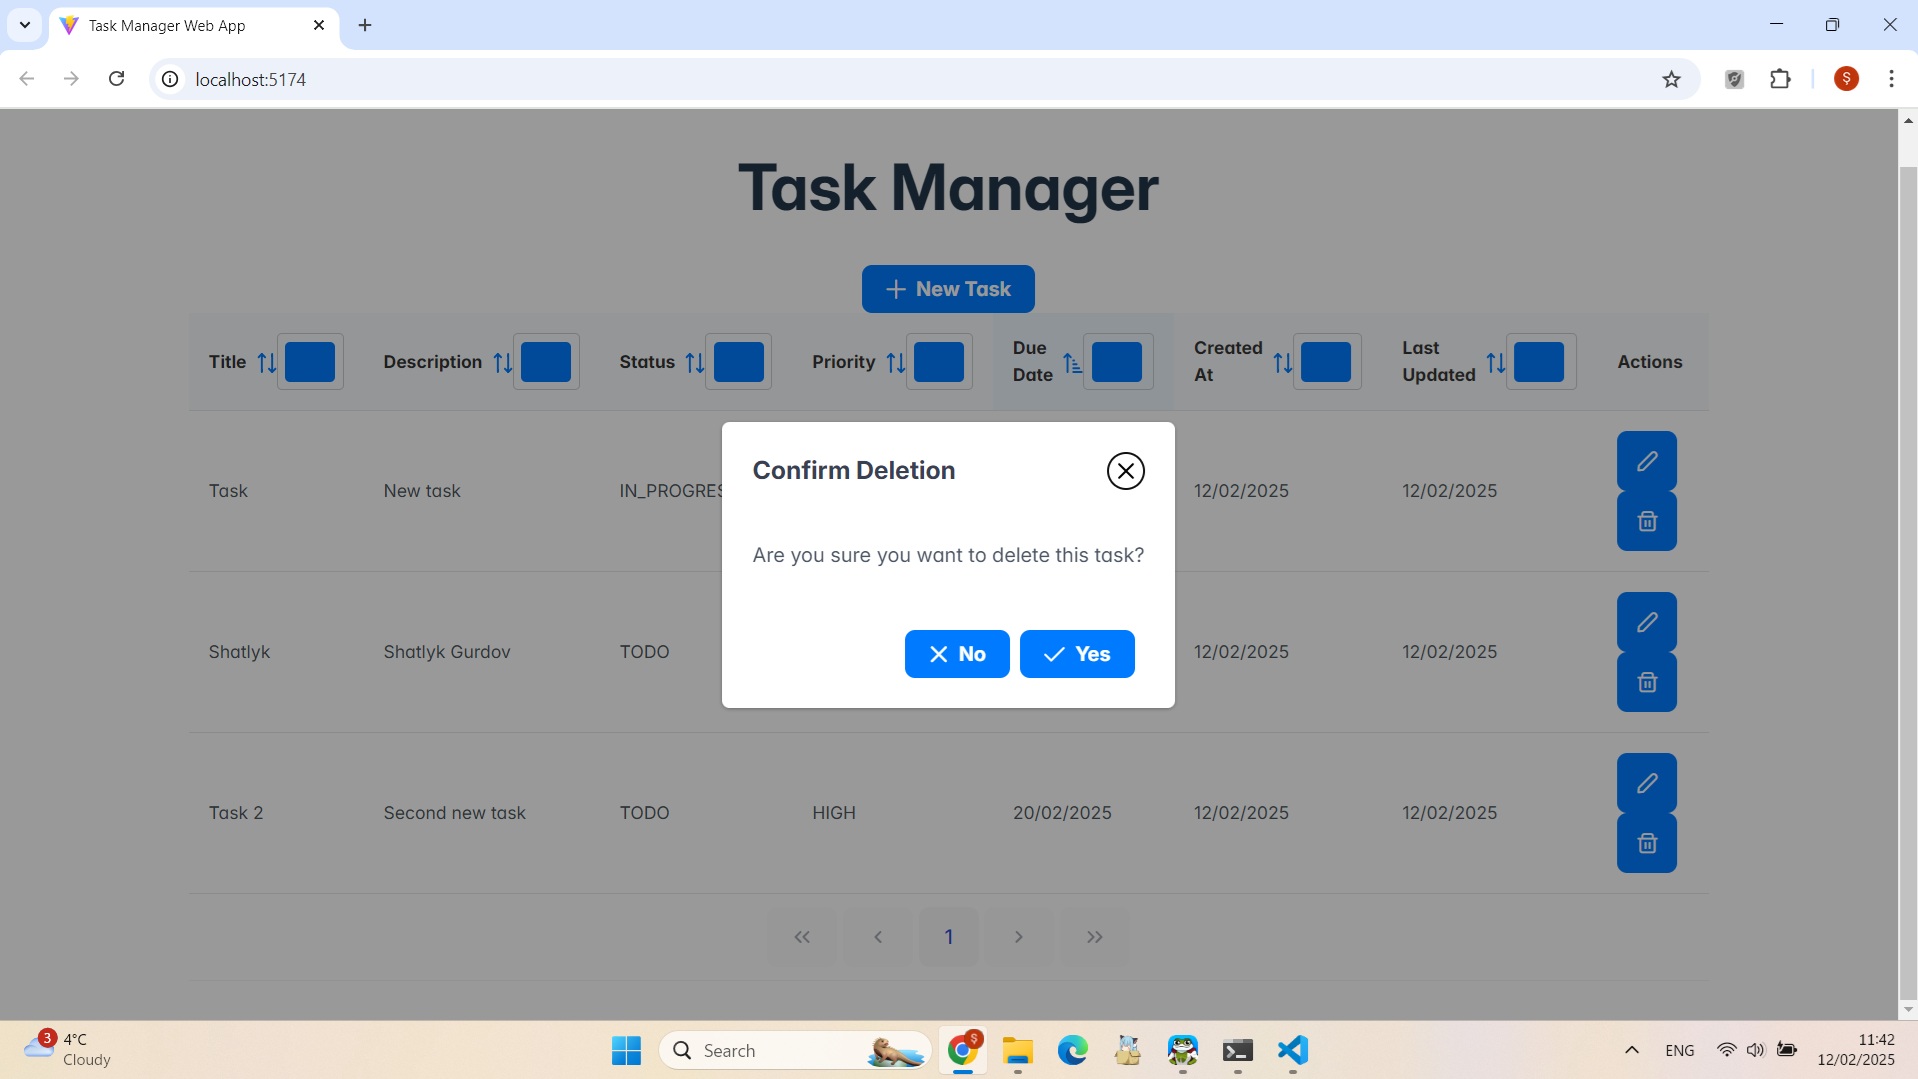 Task Manager Web App
localhost:5174
$
Task Manager
New Task
Title Description Status Priority Due Date Created At Last Updated Actions
Task New task IN_PROGRES 12/02/2025 12/02/2025
Shatlyk Shatlyk Gurdov TODO 12/02/2025 12/02/2025
Task 2 Second new task TODO HIGH 20/02/2025 12/02/2025 12/02/2025
Confirm Deletion
Are you sure you want to delete this task?
No Yes
1
3
4°C
Cloudy
Search
$
ENG
11:42
12/02/2025